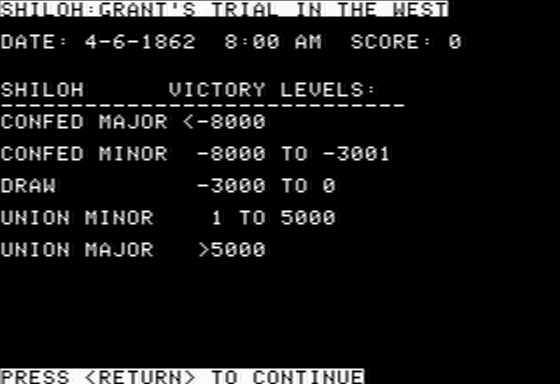 SHILOH:GRANT'S TRIAL IN THE WEST
DATE: 4-6-1862  8:00 AM  SCORE: 0
SHILOH      VICTORY LEVELS:
-----------------------------
CONFED MAJOR <-8000
CONFED MINOR  -8000 TO -3001
DRAW          -3000 TO 0
UNION MINOR    1 TO 5000
UNION MAJOR   >5000
PRESS <RETURN> TO CONTINUE